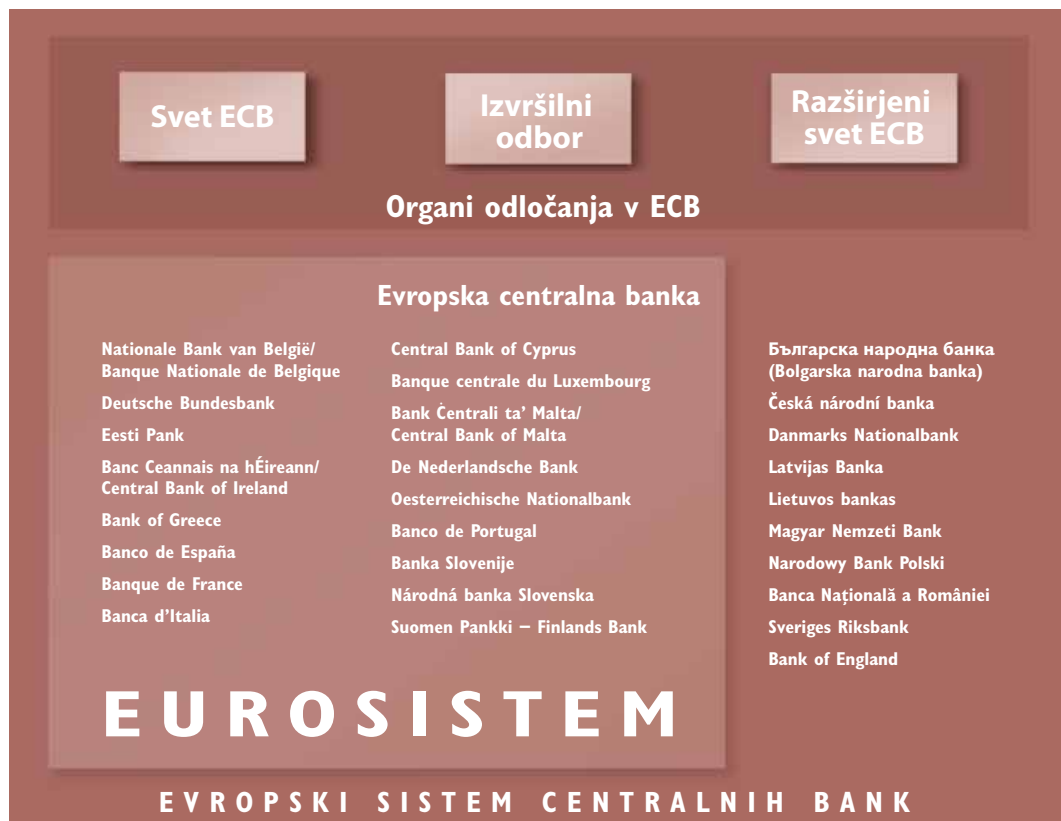 Svet ECB
Izvršilni
odbor
Razširjeni
svet ECB
Organi odločanja v ECB
Evropska centralna banka
Nationale Bank van België/
Banque Nationale de Belgique
Deutsche Bundesbank
Eesti Pank
Banc Ceannais na hÉireann/
Central Bank of Ireland
Bank of Greece
Banco de España
Banque de France
Banca d’Italia
Central Bank of Cyprus
Banque centrale du Luxembourg
Bank Ċentrali ta’ Malta/
Central Bank of Malta
De Nederlandsche Bank
Oesterreichische Nationalbank
Banco de Portugal
Banka Slovenije
Národná banka Slovenska
Suomen Pankki – Finlands Bank
Българска народна банка
(Bolgarska narodna banka)
Česká národní banka
Danmarks Nationalbank
Latvijas Banka
Lietuvos bankas
Magyar Nemzeti Bank
Narodowy Bank Polski
Banca Națională a României
Sveriges Riksbank
Bank of England
EUROSISTEM
EVROPSKI SISTEM CENTRALNIH BANK